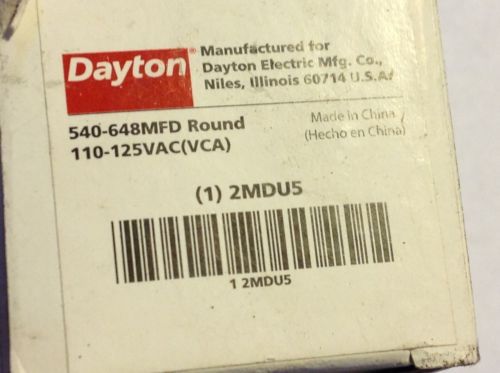 Dayton®
Manufactured for
Dayton Electric Mfg. Co.,
Niles, Illinois 60714 U.S.A.
540-648MFD Round
110-125VAC(VCA)
Made in China
(Hecho en China)
(1) 2MDU5
1 2MDU5